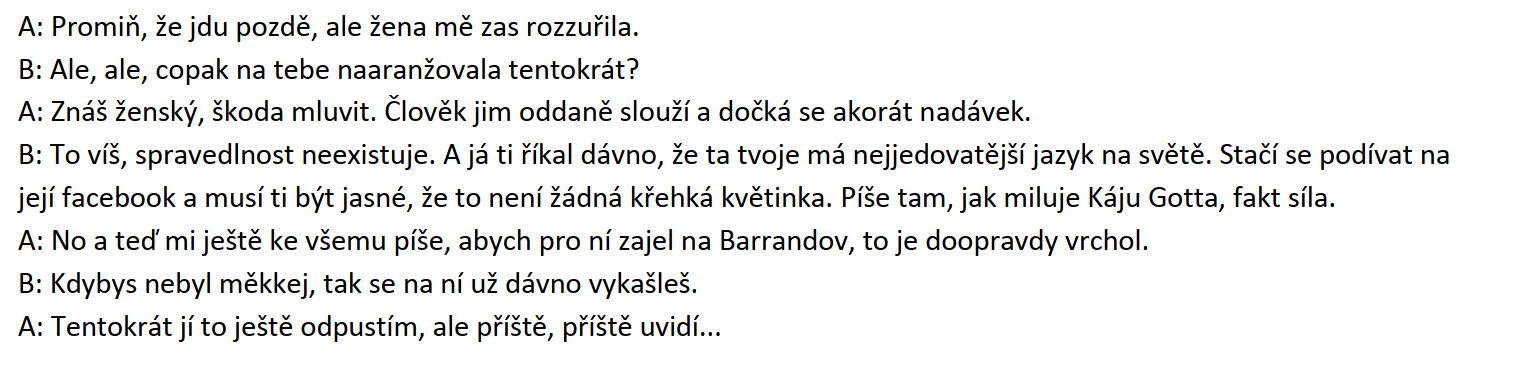 A: Promiň, že jdu pozdě, ale žena mě zas rozzuřila.
B: Ale, ale, copak na tebe naaranžovala tentokrát?
A: Znáš ženský, škoda mluvit. Člověk jim oddaně slouží a dočká se akorát nadávek.
B: To víš, spravedlnost neexistuje. A já ti říkal dávno, že ta tvoje má nejjedovatější jazyk na světě. Stačí se podívat na
její facebook a musí ti být jasné, že to není žádná křehká květinka. Píše tam, jak miluje Káju Gotta, fakt síla.
A: No a teď mi ještě ke všemu píše, abych pro ní zajel na Barrandov, to je doopravdy vrchol.
B: Kdybys nebyl měkkej, tak se na ní už dávno vykašleš.
A: Tentokrát jí to ještě odpustím, ale příště, příště uvidí...